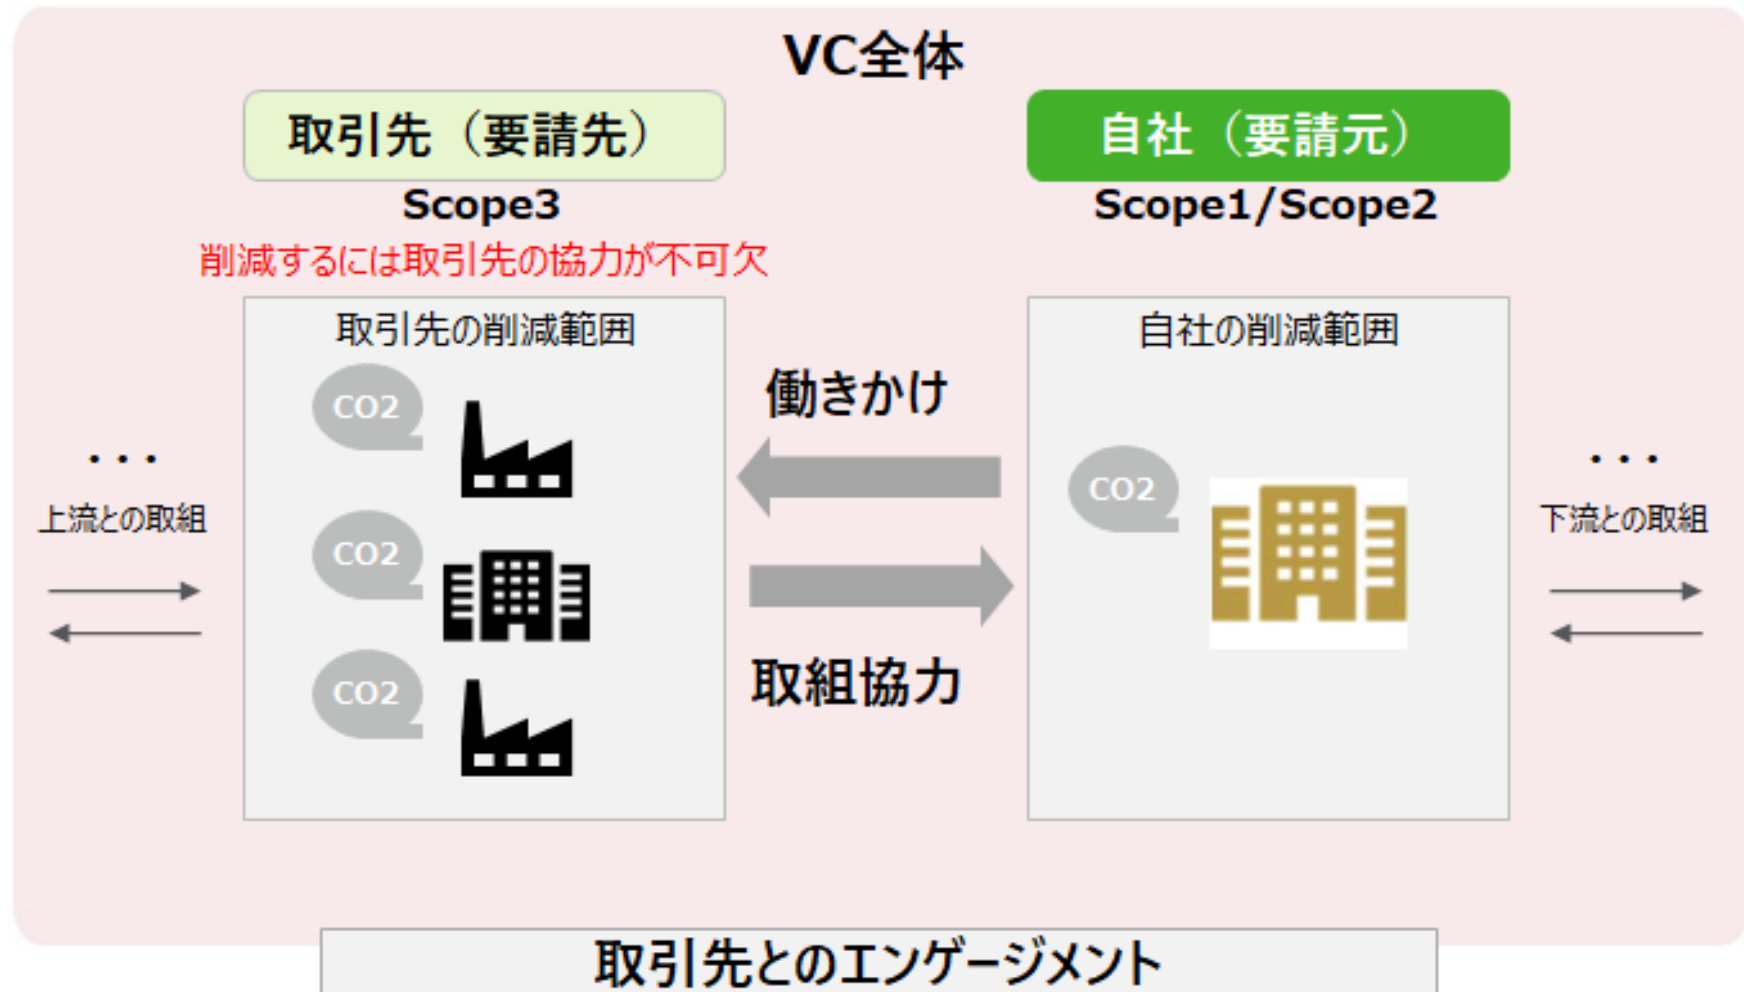 VC全体
取引先（要請先）
Scope3
削減するには取引先の協力が不可欠
取引先の削減範囲
CO2
CO2
CO2
働きかけ
取組協力
自社（要請元）
Scope1/Scope2
自社の削減範囲
CO2
・・・
上流との取組
・・・
下流との取組
取引先とのエンゲージメント